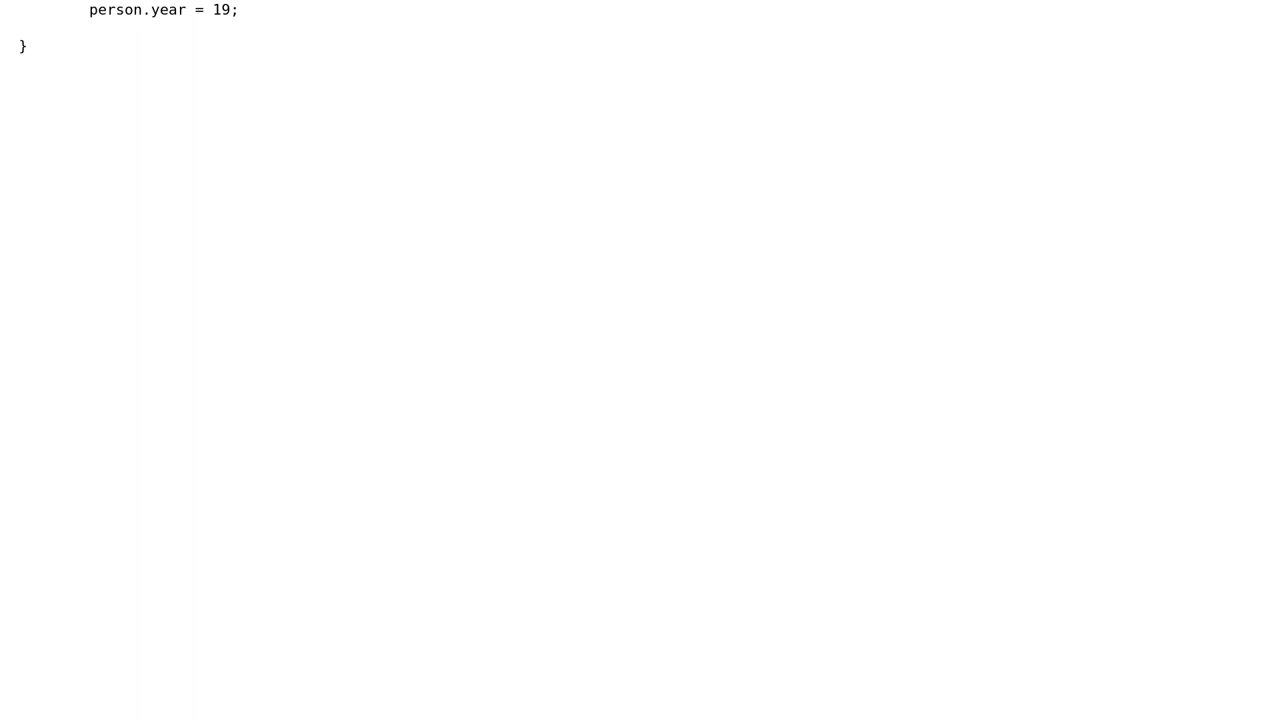 person.year = 19;
}